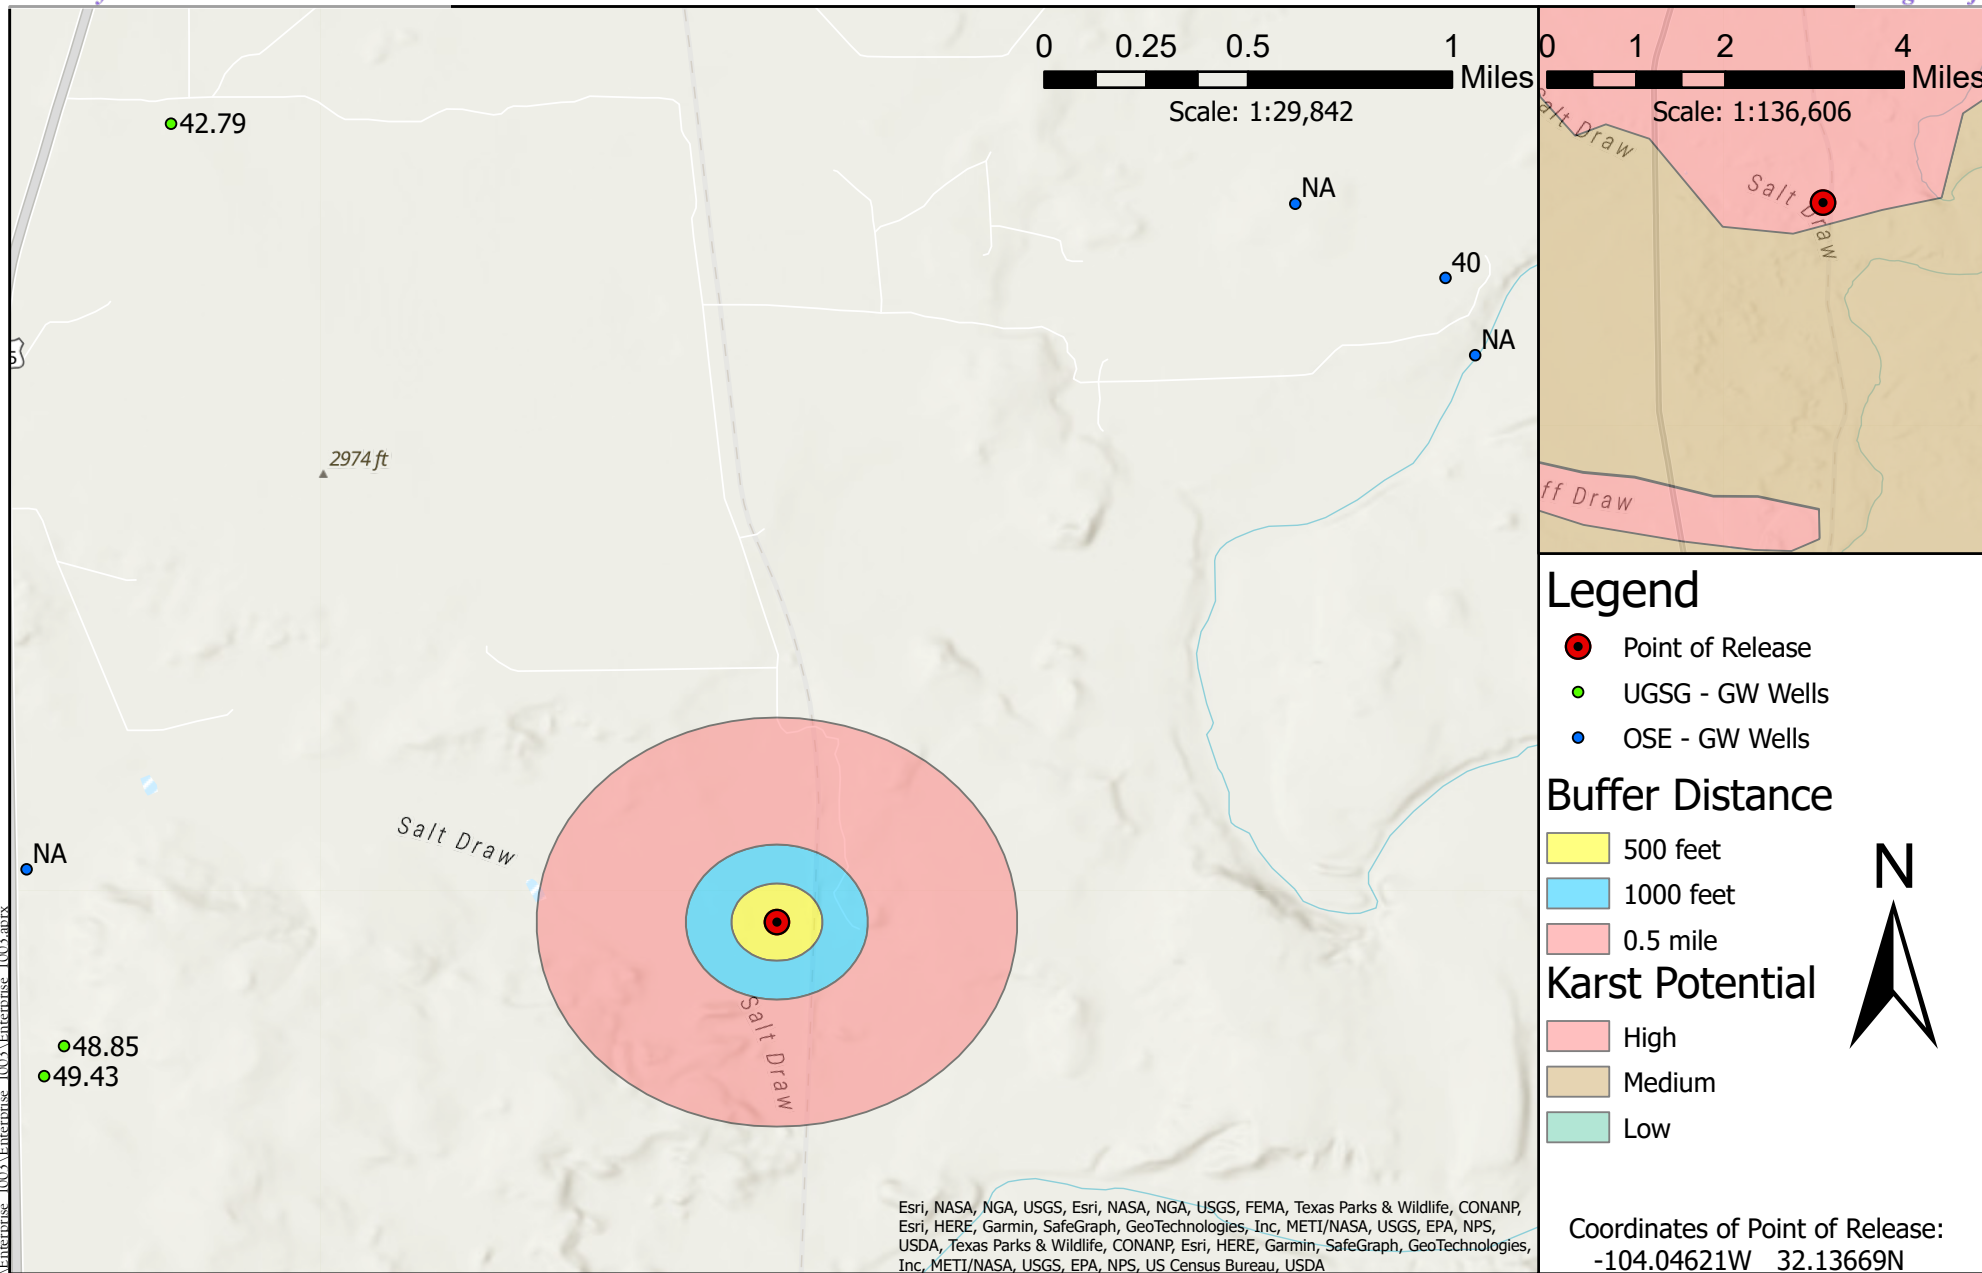 0 0.25 0.5 1
Miles
Scale: 1:29,842
0 1 2 4
Miles
Scale: 1:136,606
42.79
NA
40
NA
2974 ft
Salt Draw
NA
48.85
49.43
Salt Draw
Salt Draw
Salt Draw
ff Draw
Legend
Point of Release
UGSG - GW Wells
OSE - GW Wells
Buffer Distance
500 feet
1000 feet
0.5 mile
N
Karst Potential
High
Medium
Low
Esri, NASA, NGA, USGS, Esri, NASA, NGA, USGS, FEMA, Texas Parks & Wildlife, CONANP,
Esri, HERE, Garmin, SafeGraph, GeoTechnologies, Inc, METI/NASA, USGS, EPA, NPS,
USDA, Texas Parks & Wildlife, CONANP, Esri, HERE, Garmin, SafeGraph, GeoTechnologies,
Inc, METI/NASA, USGS, EPA, NPS, US Census Bureau, USDA
Coordinates of Point of Release:
-104.04621W 32.13669N